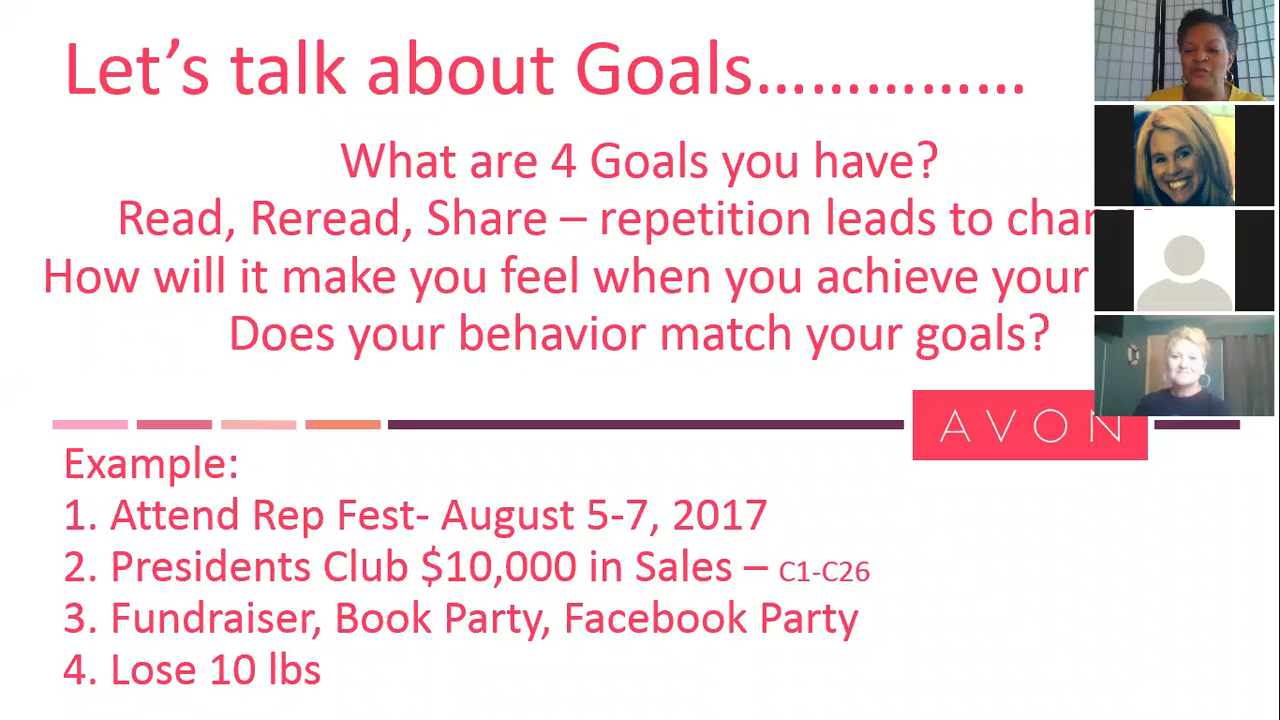 Let's talk about Goals……………
What are 4 Goals you have?
Read, Reread, Share – repetition leads to
How will it make you feel when you achieve your
Does your behavior match your goals?
AVON
Example:
1. Attend Rep Fest- August 5-7, 2017
2. Presidents Club $10,000 in Sales – C1-C26
3. Fundraiser, Book Party, Facebook Party
4. Lose 10 lbs